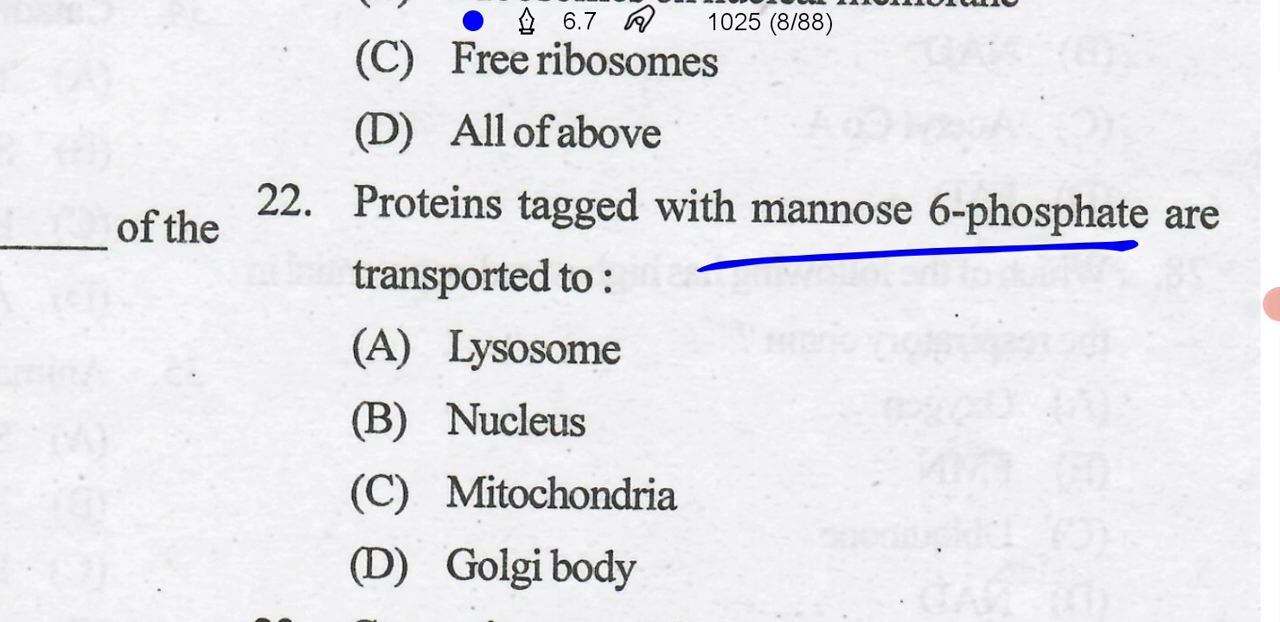 6.7 1025 (8/88)
(C) Free ribosomes
(D) All of above
of the
22. Proteins tagged with mannose 6-phosphate are
transported to :
(A) Lysosome
(B) Nucleus
(C) Mitochondria
(D) Golgi body